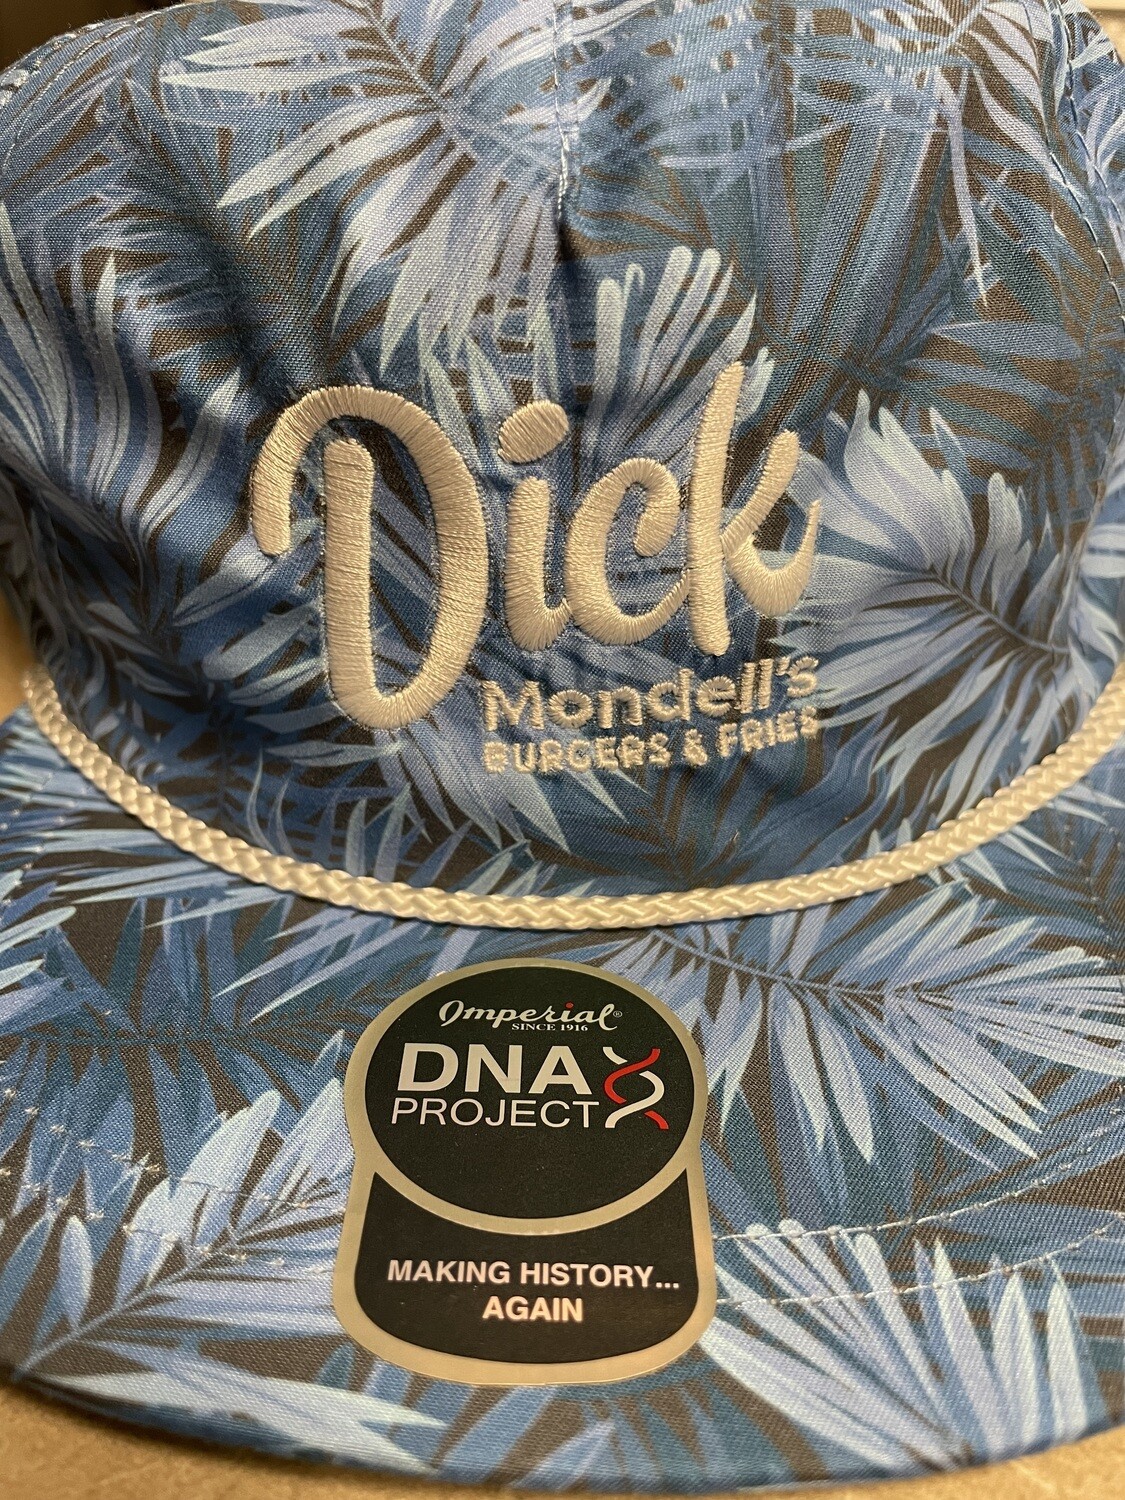 Dick
Mondell's
BURGERS & FRIES
Imperial®
SINCE 1916
DNA
PROJECT
MAKING HISTORY...
AGAIN